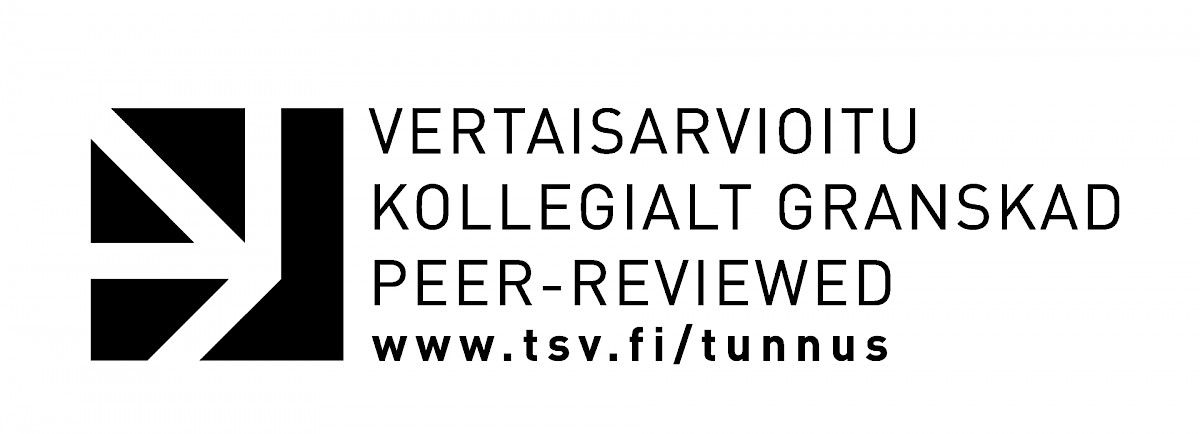 VERTAISARVIOITU
KOLLEGIALT GRANSKAD
PEER-REVIEWED
www.tsv.fi/tunnus